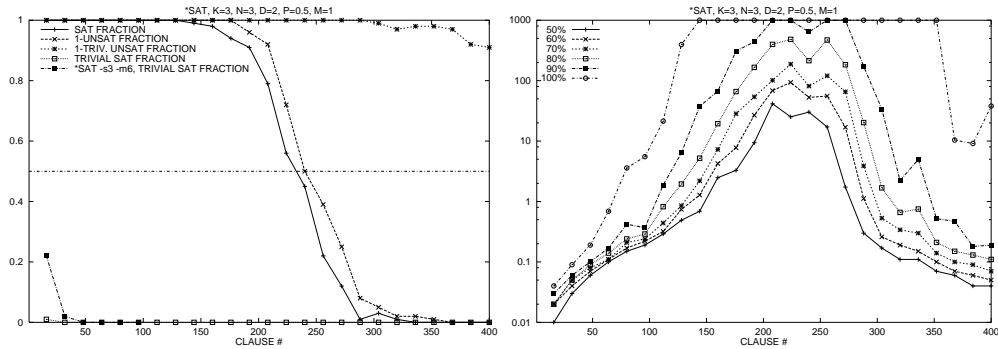 *SAT, K=3, N=3, D=2, P=0.5, M=1
SAT FRACTION
1-UNSAT FRACTION
1-TRIV. UNSAT FRACTION
TRIVIAL SAT FRACTION
*SAT -s3 -m6, TRIVIAL SAT FRACTION
1
0.8
0.6
0.4
0.2
0
50 100 150 200 250 300 350 400
CLAUSE #
*SAT, K=3, N=3, D=2, P=0.5, M=1
50%
60%
70%
80%
90%
100%
1000
100
10
1
0.1
0.01
50 100 150 200 250 300 350 400
CLAUSE #